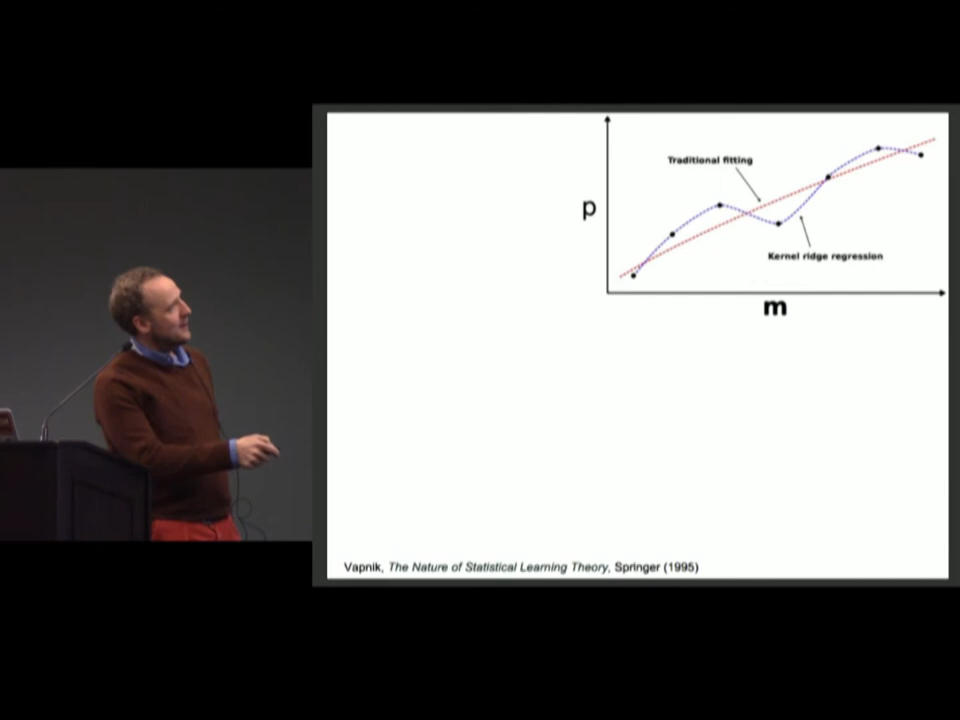 Traditional fitting
p
Kernel ridge regression
m
Vapnik, The Nature of Statistical Learning Theory, Springer (1995)